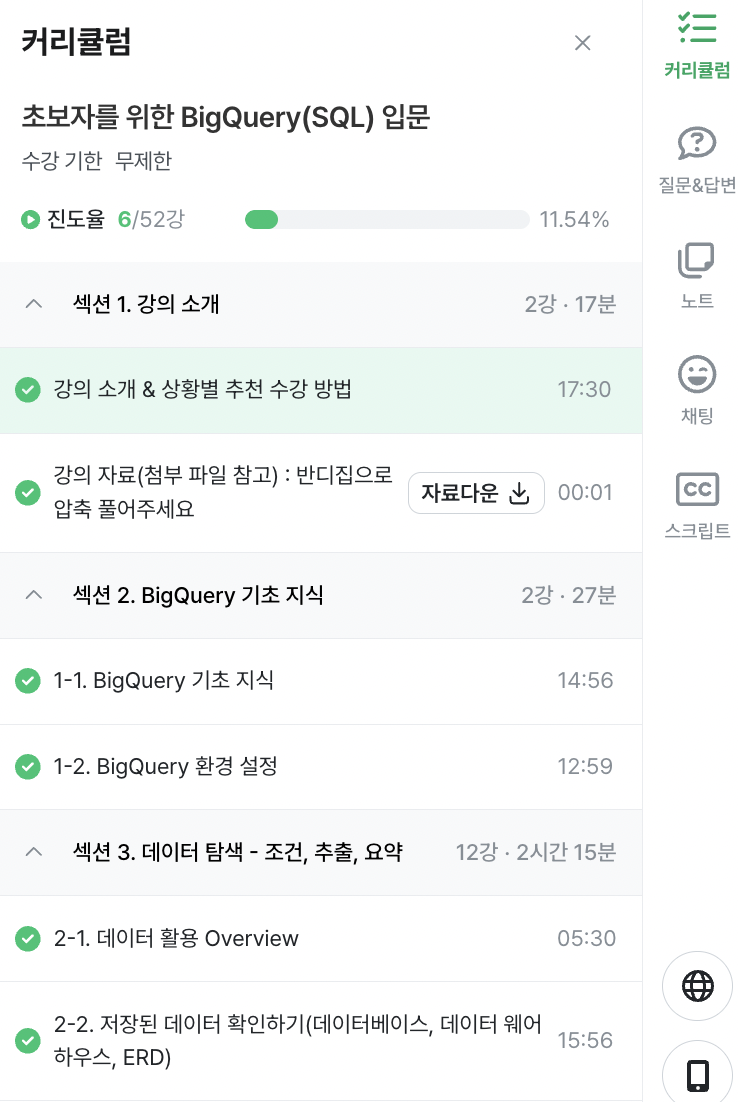 커리큘럼
초보자를 위한 BigQuery(SQL) 입문
수강 기한 무제한
진도율 6/52강 11.54%
섹션 1. 강의 소개 2강 · 17분
강의 소개 & 상황별 추천 수강 방법 17:30
강의 자료(첨부 파일 참고) : 반디집으로
압축 풀어주세요
자료다운 00:01
섹션 2. BigQuery 기초 지식 2강 · 27분
1-1. BigQuery 기초 지식 14:56
1-2. BigQuery 환경 설정 12:59
섹션 3. 데이터 탐색 - 조건, 추출, 요약 12강 · 2시간 15분
2-1. 데이터 활용 Overview 05:30
2-2. 저장된 데이터 확인하기(데이터베이스, 데이터 웨어
하우스, ERD) 15:56
커리큘럼
질문&답변
노트
채팅
CC
스크립트